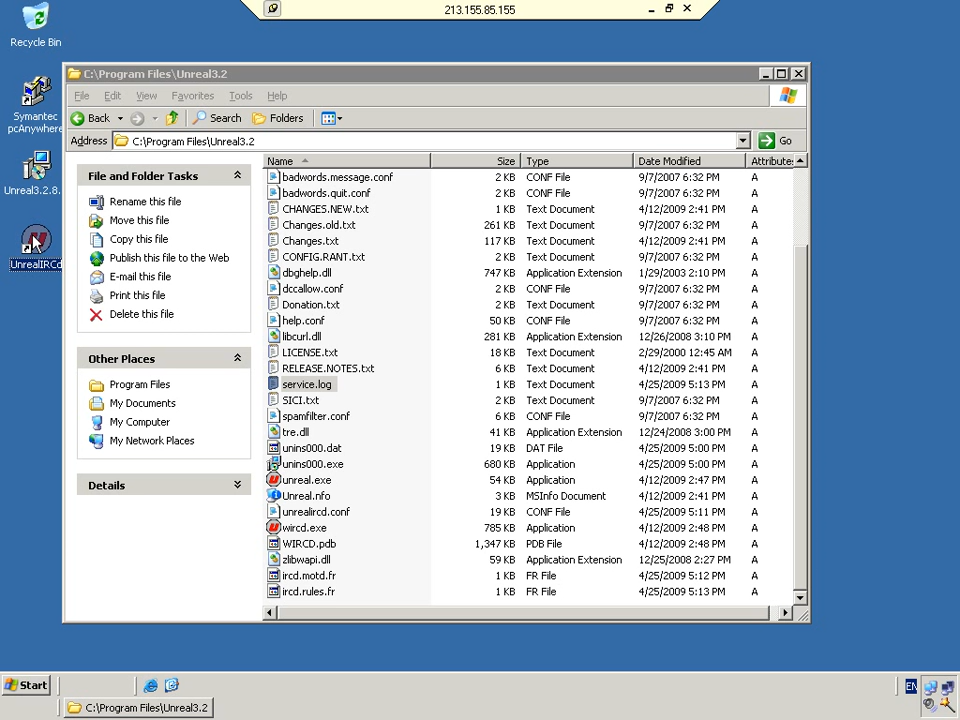 213.155.85.155
Recycle Bin
Symantec
pcAnywhere
Unreal3.2.8.
UnrealIRCd
C:\Program Files\Unreal3.2
File Edit View Favorites Tools Help
Back Search Folders
Address C:\Program Files\Unreal3.2 Go
File and Folder Tasks
Rename this file
Move this file
Copy this file
Publish this file to the Web
E-mail this file
Print this file
Delete this file
Other Places
Program Files
My Documents
My Computer
My Network Places
Details
Name Size Type Date Modified Attributes
badwords.message.conf 2 KB CONF File 9/7/2007 6:32 PM A
badwords.quit.conf 2 KB CONF File 9/7/2007 6:32 PM A
CHANGES.NEW.txt 1 KB Text Document 4/12/2009 2:41 PM A
Changes.old.txt 261 KB Text Document 9/7/2007 6:32 PM A
Changes.txt 117 KB Text Document 4/12/2009 2:41 PM A
CONFIG.RANT.txt 2 KB Text Document 9/7/2007 6:32 PM A
dbghelp.dll 747 KB Application Extension 1/29/2003 2:10 PM A
dccallow.conf 2 KB CONF File 9/7/2007 6:32 PM A
Donation.txt 2 KB Text Document 9/7/2007 6:32 PM A
help.conf 50 KB CONF File 9/7/2007 6:32 PM A
libcurl.dll 281 KB Application Extension 12/26/2008 3:10 PM A
LICENSE.txt 18 KB Text Document 2/29/2000 12:45 AM A
RELEASE.NOTES.txt 6 KB Text Document 4/12/2009 2:41 PM A
service.log 1 KB Text Document 4/25/2009 5:13 PM A
SICI.txt 2 KB Text Document 9/7/2007 6:32 PM A
spamfilter.conf 6 KB CONF File 9/7/2007 6:32 PM A
tre.dll 41 KB Application Extension 12/24/2008 3:00 PM A
unins000.dat 19 KB DAT File 4/25/2009 5:00 PM A
unins000.exe 680 KB Application 4/25/2009 5:00 PM A
unreal.exe 54 KB Application 4/12/2009 2:47 PM A
Unreal.nfo 3 KB MSInfo Document 4/12/2009 2:41 PM A
unrealircd.conf 19 KB CONF File 4/25/2009 5:11 PM A
wircd.exe 785 KB Application 4/12/2009 2:48 PM A
WIRCD.pdb 1,347 KB PDB File 4/12/2009 2:48 PM A
zlibwapi.dll 59 KB Application Extension 12/25/2008 2:27 PM A
ircd.motd.fr 1 KB FR File 4/25/2009 5:12 PM A
ircd.rules.fr 1 KB FR File 4/25/2009 5:13 PM A
Start EN
C:\Program Files\Unreal3.2